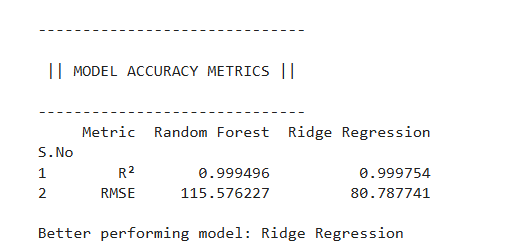 ------------------------------
|| MODEL ACCURACY METRICS ||
------------------------------
Metric Random Forest Ridge Regression
S.No
1 R² 0.999496 0.999754
2 RMSE 115.576227 80.787741
Better performing model: Ridge Regression